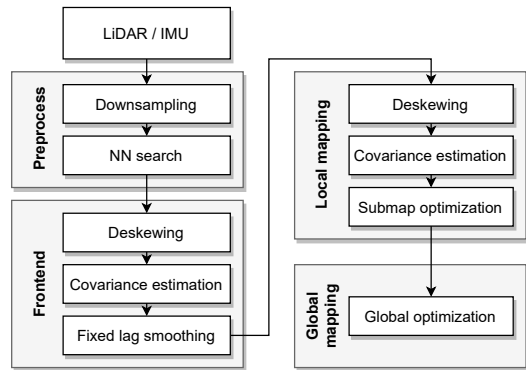 LiDAR / IMU
Preprocess
Downsampling
NN search
Frontend
Deskewing
Covariance estimation
Fixed lag smoothing
Local mapping
Deskewing
Covariance estimation
Submap optimization
Global
mapping
Global optimization